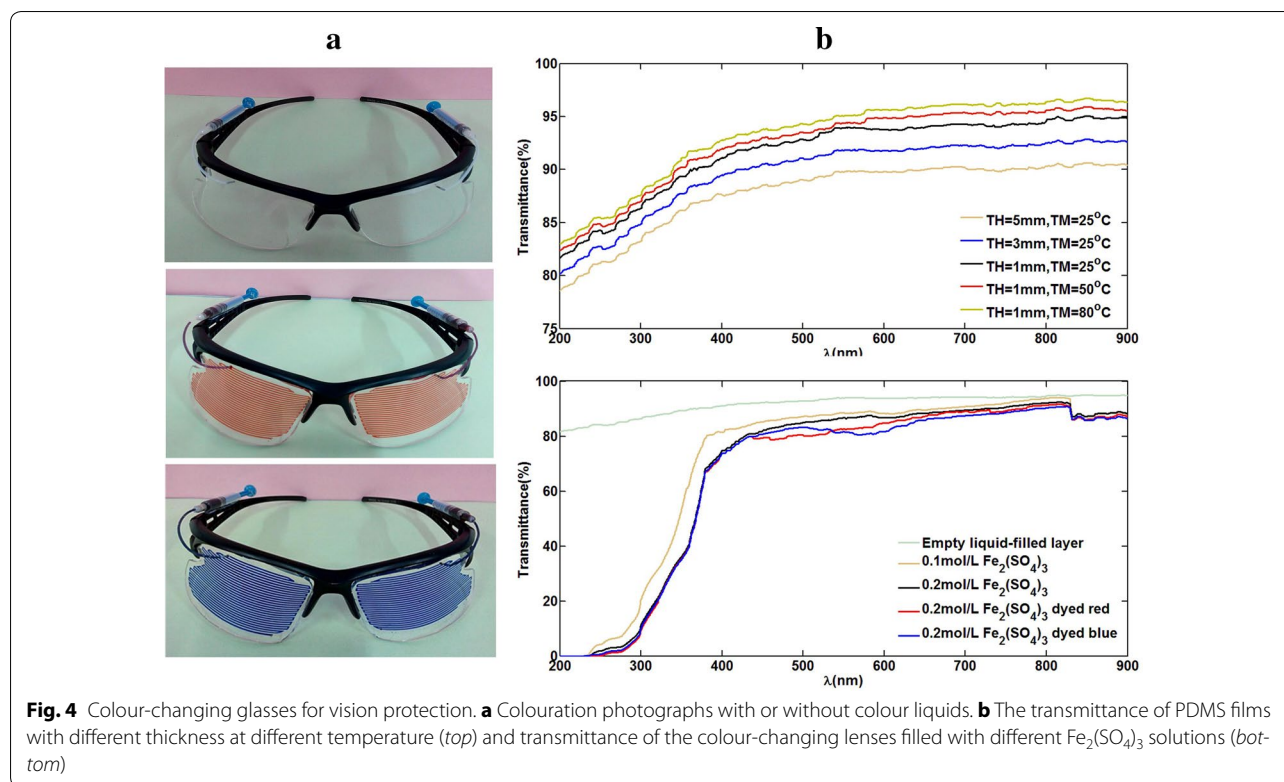 a
b
100
95
90
85
80
75
Transmittance(%)
TH=5mm,TM=25°C
TH=3mm,TM=25°C
TH=1mm,TM=25°C
TH=1mm,TM=50°C
TH=1mm,TM=80°C
200 300 400 500 600 700 800 900
λ(nm)
100
80
60
40
20
0
Transmittance(%)
Empty liquid-filled layer
0.1mol/L Fe₂(SO₄)₃
0.2mol/L Fe₂(SO₄)₃
0.2mol/L Fe₂(SO₄)₃ dyed red
0.2mol/L Fe₂(SO₄)₃ dyed blue
200 300 400 500 600 700 800 900
λ(nm)
Fig. 4 Colour-changing glasses for vision protection. a Colouration photographs with or without colour liquids. b The transmittance of PDMS films
with different thickness at different temperature (top) and transmittance of the colour-changing lenses filled with different Fe₂(SO₄)₃ solutions (bot-
tom)